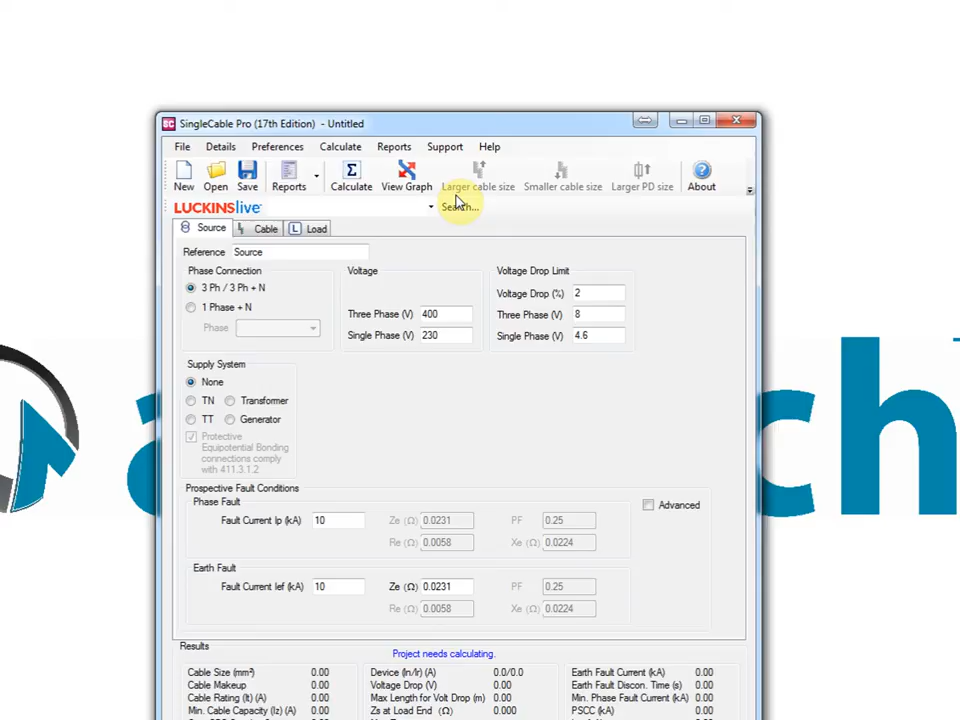 SC SingleCable Pro (17th Edition) - Untitled
File Details Preferences Calculate Reports Support Help
New Open Save Reports Σ Calculate View Graph Larger cable size Smaller cable size Larger PD size ? About
LUCKINSlive Search...
Source Cable L Load
Reference Source
Phase Connection Voltage Voltage Drop Limit
3 Ph / 3 Ph + N Voltage Drop (%) 2
1 Phase + N Three Phase (V) 400 Three Phase (V) 8
Phase Single Phase (V) 230 Single Phase (V) 4.6
Supply System
None
TN Transformer
TT Generator
Protective
Equipotential Bonding
connections comply
with 411.3.1.2
Prospective Fault Conditions
Phase Fault Advanced
Fault Current Ip (kA) 10 Ze (Ω) 0.0231 PF 0.25
Re (Ω) 0.0058 Xe (Ω) 0.0224
Earth Fault
Fault Current Ief (kA) 10 Ze (Ω) 0.0231 PF 0.25
Re (Ω) 0.0058 Xe (Ω) 0.0224
Results
Project needs calculating.
Cable Size (mm²) 0.00 Device (In/Ir) (A) 0.0/0.0 Earth Fault Current (kA) 0.00
Cable Makeup 0.00 Voltage Drop (V) 0.00 Earth Fault Discon. Time (s) 0.00
Cable Rating (It) (A) 0.00 Max Length for Volt Drop (m) 0.00 Min. Phase Fault Current (kA) 0.00
Min. Cable Capacity (Iz) (A) 0.00 Zs at Load End (Ω) 0.000 PSCC (kA) 0.00